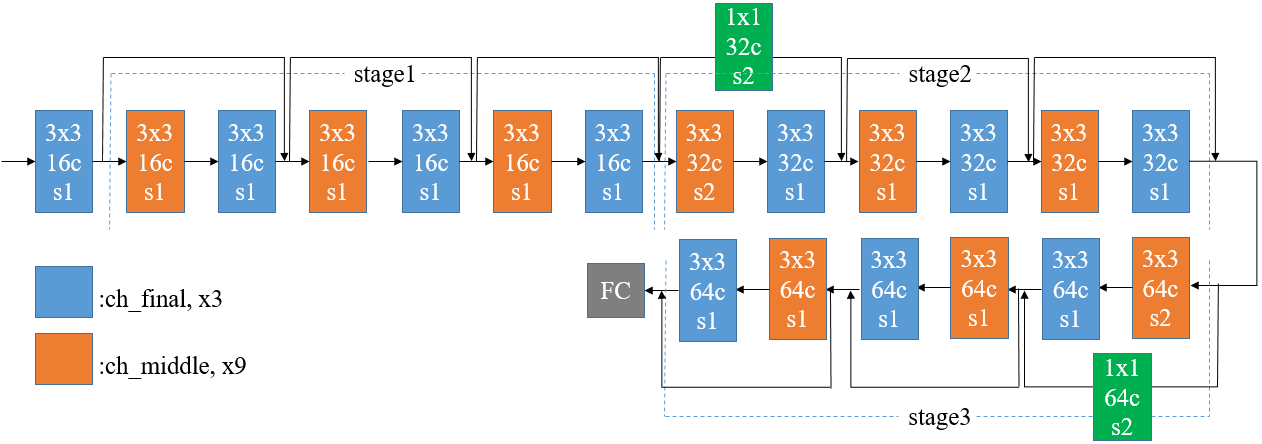 1x1
32c
s2
stage1
stage2
3x3
16c
s1
3x3
16c
s1
3x3
16c
s1
3x3
16c
s1
3x3
16c
s1
3x3
16c
s1
3x3
16c
s1
3x3
32c
s2
3x3
32c
s1
3x3
32c
s1
3x3
32c
s1
3x3
32c
s1
3x3
32c
s1
:ch_final, x3
:ch_middle, x9
FC
3x3
64c
s1
3x3
64c
s1
3x3
64c
s1
3x3
64c
s1
3x3
64c
s1
3x3
64c
s2
1x1
64c
s2
stage3